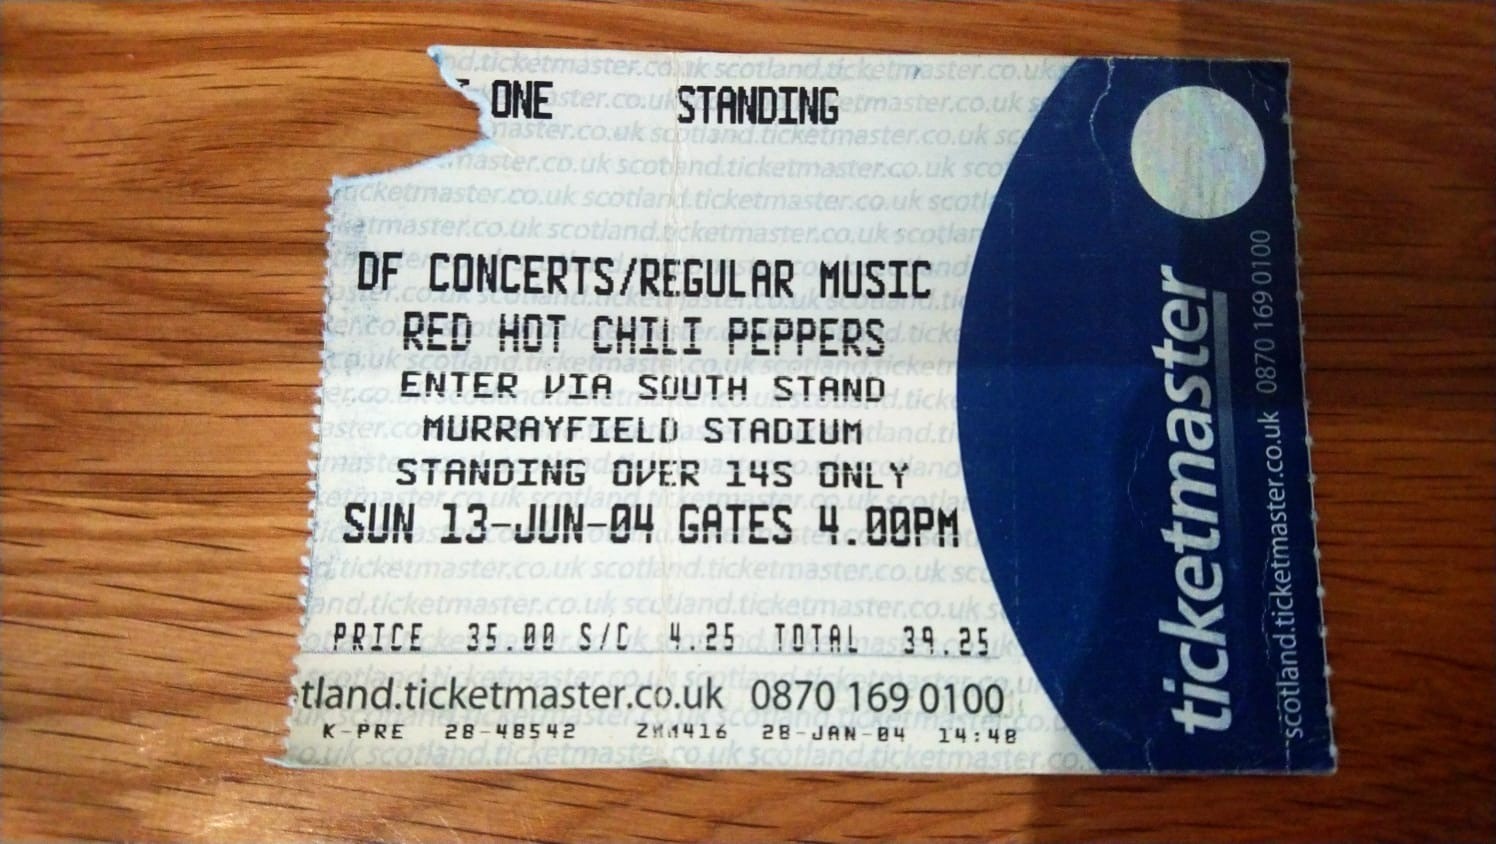 ONE STANDING
DF CONCERTS/REGULAR MUSIC
RED HOT CHILI PEPPERS
ENTER VIA SOUTH STAND
MURRAYFIELD STADIUM
STANDING OVER 14S ONLY
SUN 13-JUN-04 GATES 4.00PM
PRICE 35.00 S/C 4.25 TOTAL 39.25
tland.ticketmaster.co.uk 0870 169 0100
K-PRE 28-48542 ZMM416 28-JAN-04 14:48
ticketmaster
scotland.ticketmaster.co.uk 0870 169 0100